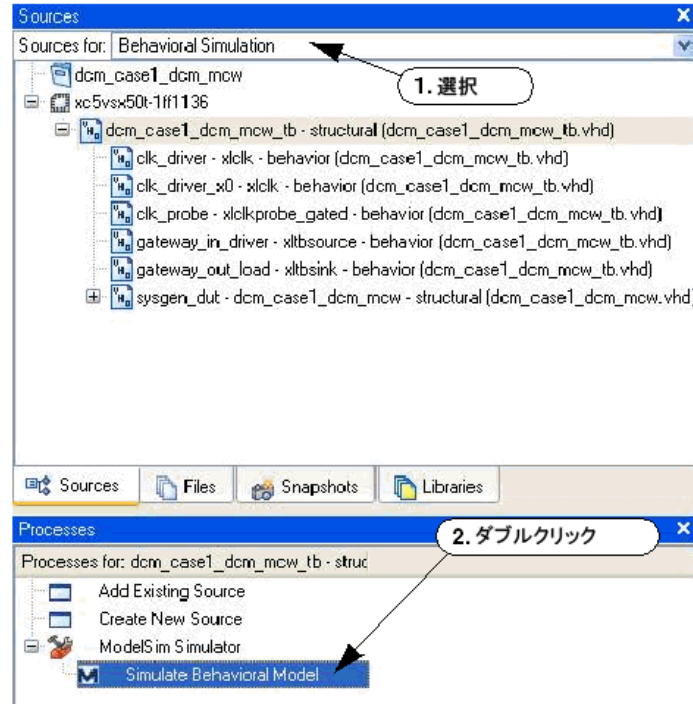 Sources
Sources for: Behavioral Simulation
1. 選択
dcm_case1_dcm_mcw
xc5vsx50t-1ff1136
dcm_case1_dcm_mcw_tb - structural (dcm_case1_dcm_mcw_tb.vhd)
clk_driver - xlclk - behavior (dcm_case1_dcm_mcw_tb.vhd)
clk_driver_x0 - xlclk - behavior (dcm_case1_dcm_mcw_tb.vhd)
clk_probe - xlclkprobe_gated - behavior (dcm_case1_dcm_mcw_tb.vhd)
gateway_in_driver - xltbsource - behavior (dcm_case1_dcm_mcw_tb.vhd)
gateway_out_load - xltbsink - behavior (dcm_case1_dcm_mcw_tb.vhd)
sysgen_dut - dcm_case1_dcm_mcw - structural (dcm_case1_dcm_mcw.vhd)
Sources Files Snapshots Libraries
Processes
2. ダブルクリック
Processes for: dcm_case1_dcm_mcw_tb - struc
Add Existing Source
Create New Source
ModelSim Simulator
Simulate Behavioral Model